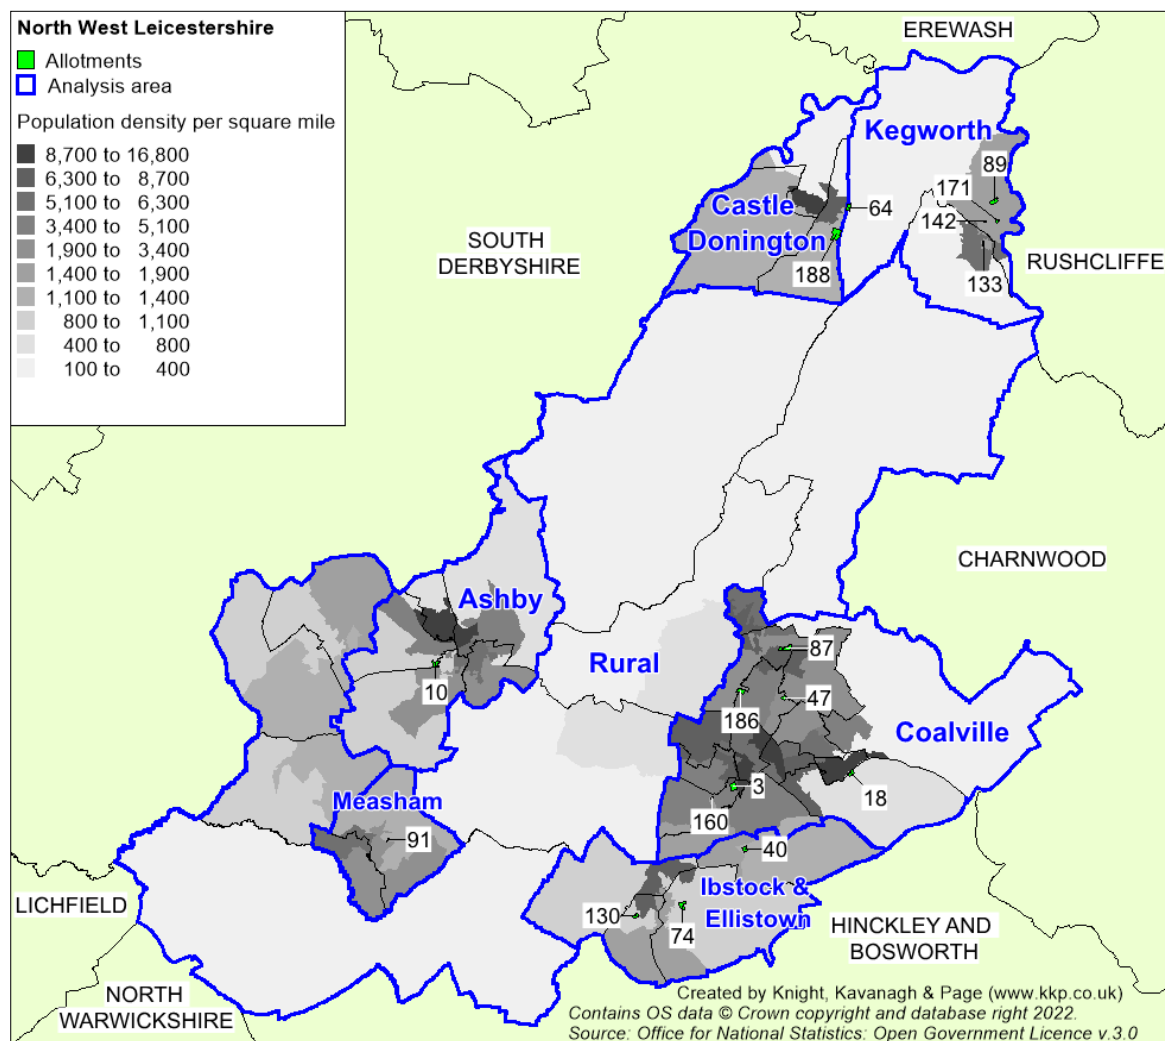 North West Leicestershire
Allotments
Analysis area
Population density per square mile
8,700 to 16,800
6,300 to 8,700
5,100 to 6,300
3,400 to 5,100
1,900 to 3,400
1,400 to 1,900
1,100 to 1,400
800 to 1,100
400 to 800
100 to 400
EREWASH
Kegworth
89
171
Castle
Donington
64
142
SOUTH
DERBYSHIRE
188
133
RUSHCLIFFE
CHARNWOOD
Ashby
Rural
87
10
186
47
Coalville
3
18
Measham
160
91
40
Ibstock &
Ellistown
LICHFIELD
130
74
HINCKLEY AND
BOSWORTH
NORTH
WARWICKSHIRE
Created by Knight, Kavanagh & Page (www.kkp.co.uk)
Contains OS data © Crown copyright and database right 2022.
Source: Office for National Statistics: Open Government Licence v.3.0